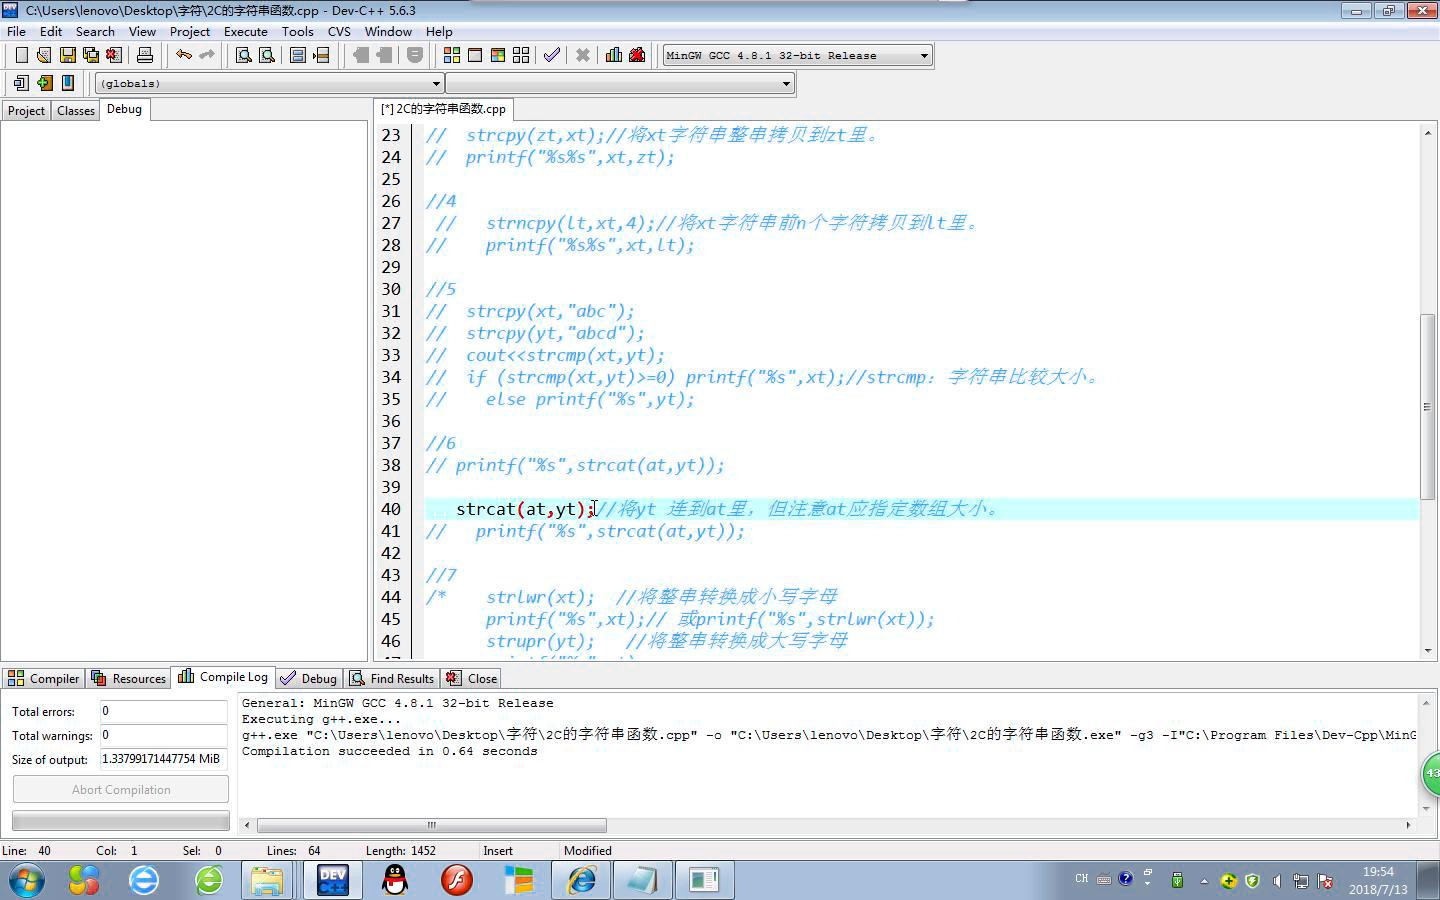 C:\Users\lenovo\Desktop\字符\2C的字符串函数.cpp - Dev-C++ 5.6.3
File Edit Search View Project Execute Tools CVS Window Help
MinGW GCC 4.8.1 32-bit Release
(globals)
Project Classes Debug
[*] 2C的字符串函数.cpp
23 // strcpy(zt,xt);//将xt字符串整串拷贝到zt里。
24 // printf("%s%s",xt,zt);
25
26 //4
27 // strncpy(lt,xt,4);//将xt字符串前n个字符拷贝到lt里。
28 // printf("%s%s",xt,lt);
29
30 //5
31 // strcpy(xt,"abc");
32 // strcpy(yt,"abcd");
33 // cout<<strcmp(xt,yt);
34 // if (strcmp(xt,yt)>=0) printf("%s",xt);//strcmp: 字符串比较大小。
35 // else printf("%s",yt);
36
37 //6
38 // printf("%s",strcat(at,yt));
39
40 strcat(at,yt);//将yt 连到at里，但注意at应指定数组大小。
41 // printf("%s",strcat(at,yt));
42
43 //7
44 /* strlwr(xt); //将整串转换成小写字母
45 printf("%s",xt);// 或printf("%s",strlwr(xt));
46 strupr(yt); //将整串转换成大写字母
Compiler Resources Compile Log Debug Find Results Close
Total errors: 0
Total warnings: 0
Size of output: 1.33799171447754 MiB
Abort Compilation
General: MinGW GCC 4.8.1 32-bit Release
Executing g++.exe...
g++.exe "C:\Users\lenovo\Desktop\字符\2C的字符串函数.cpp" -o "C:\Users\lenovo\Desktop\字符\2C的字符串函数.exe" -g3 -I"C:\Program Files\Dev-Cpp\MinG
Compilation succeeded in 0.64 seconds
43
Line: 40 Col: 1 Sel: 0 Lines: 64 Length: 1452 Insert Modified
DEV C++
CH
19:54
2018/7/13